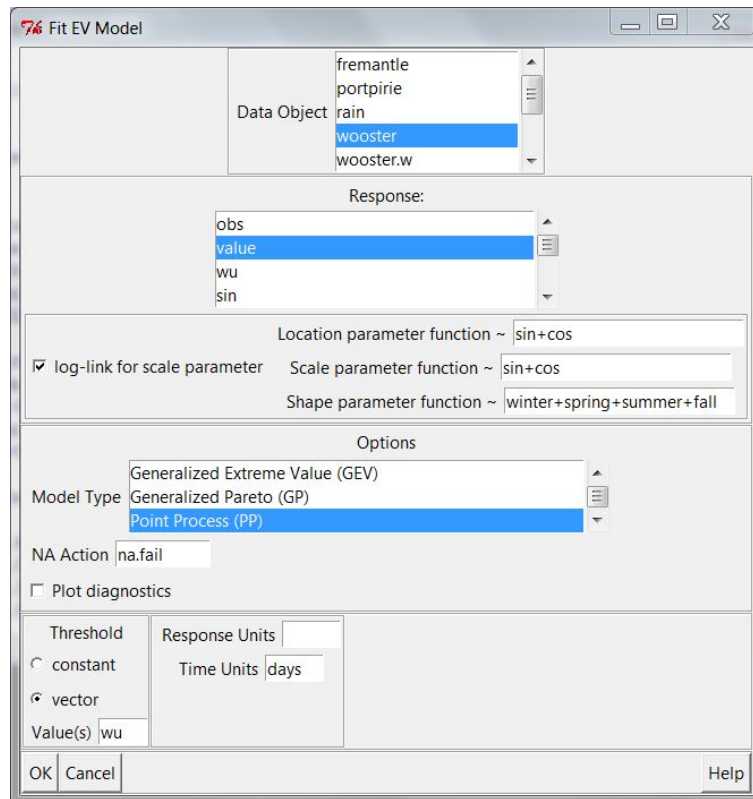 76 Fit EV Model
fremantle
portpirie
Data Object rain
wooster
wooster.w
Response:
obs
value
wu
sin
Location parameter function ~ sin+cos
log-link for scale parameter Scale parameter function ~ sin+cos
Shape parameter function ~ winter+spring+summer+fall
Options
Generalized Extreme Value (GEV)
Model Type Generalized Pareto (GP)
Point Process (PP)
NA Action na.fail
Plot diagnostics
Threshold Response Units
constant Time Units days
vector
Value(s) wu
OK Cancel Help